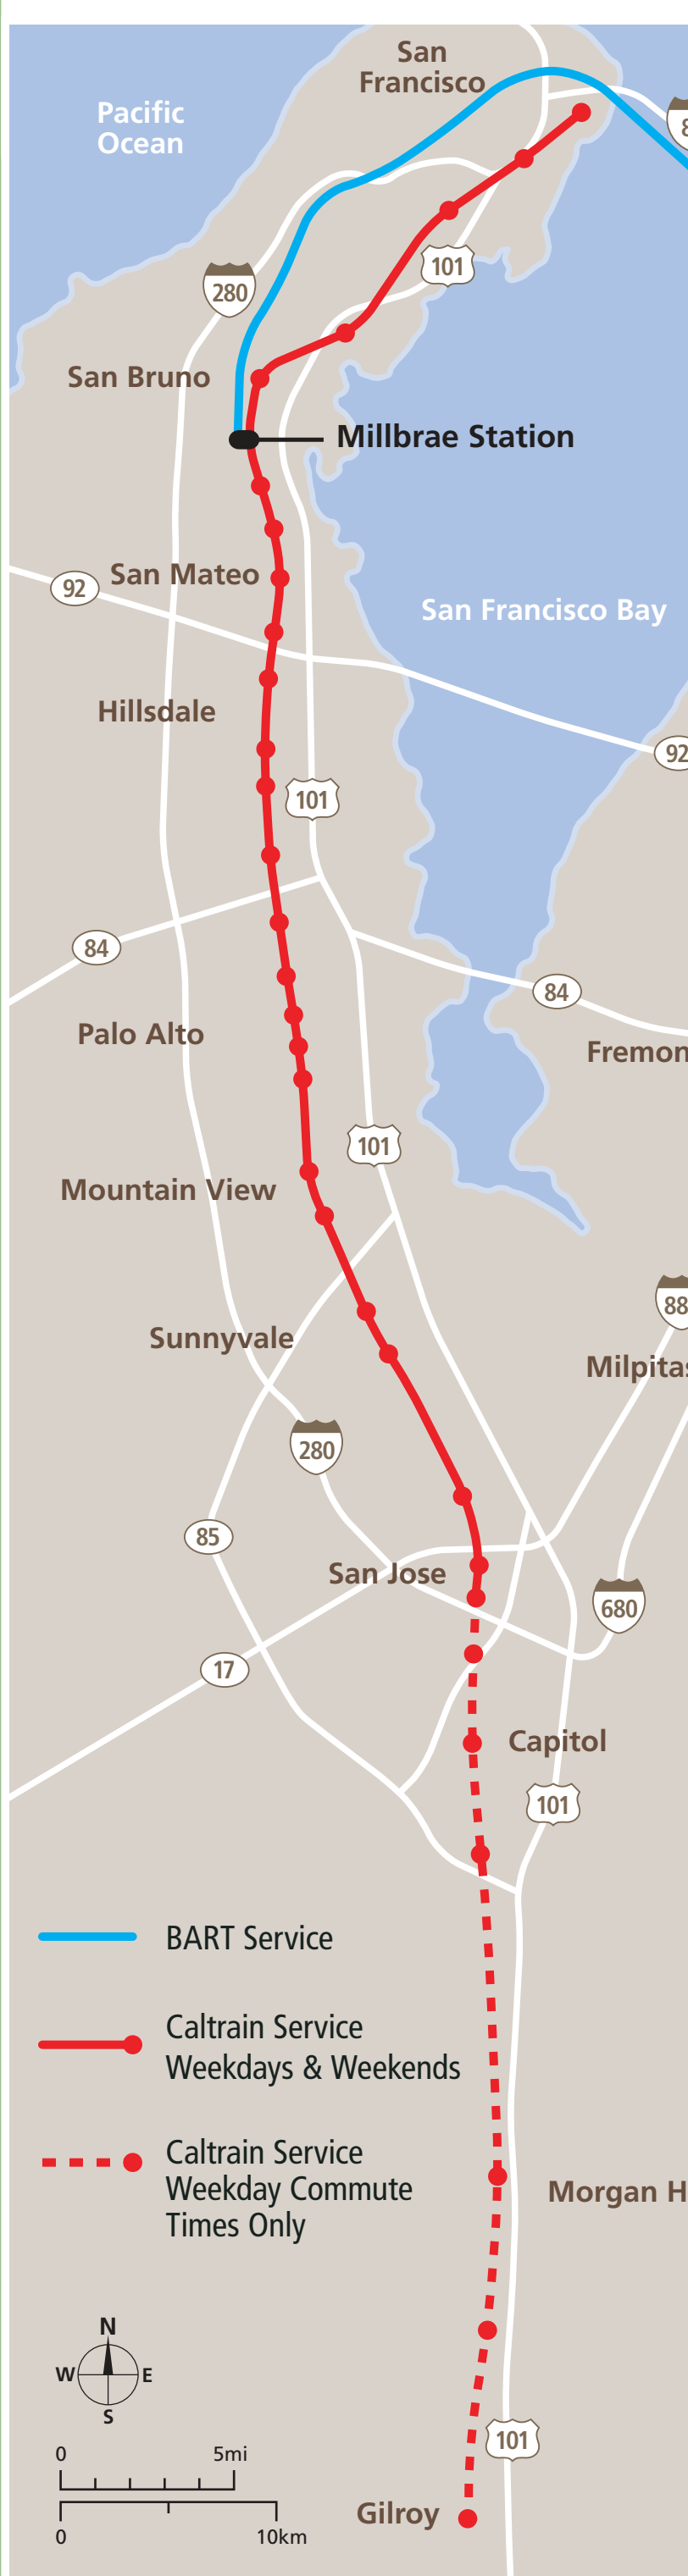 San
Francisco
Pacific
Ocean
8
101
280
San Bruno
Millbrae Station
San Mateo
92
San Francisco Bay
Hillsdale
92
101
84
84
Palo Alto
Fremon
101
Mountain View
88
Sunnyvale
Milpitas
280
85
San Jose
680
17
Capitol
101
BART Service
Caltrain Service
Weekdays & Weekends
Caltrain Service
Weekday Commute
Times Only
Morgan H
N
W E
S
101
0 5mi
0 10km
Gilroy